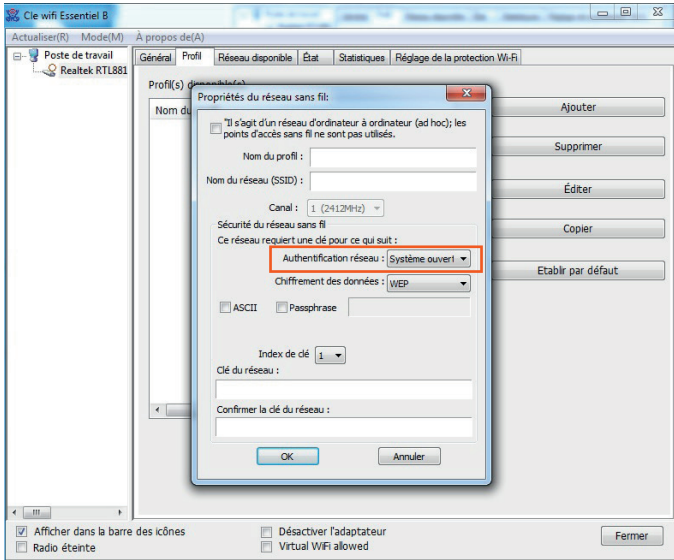 Cle wifi Essentiel B
Actualiser(R) Mode(M) À propos de(A)
Poste de travail
Realtek RTL881
Général Profil Réseau disponible État Statistiques Réglage de la protection Wi-Fi
Profil(s)
Nom du
Ajouter
Supprimer
Éditer
Copier
Etablir par défaut
Propriétés du réseau sans fil:
"Il s'agit d'un réseau d'ordinateur à ordinateur (ad hoc); les
points d'accès sans fil ne sont pas utilisés.
Nom du profil :
Nom du réseau (SSID) :
Canal : 1 (2412MHz)
Sécurité du réseau sans fil
Ce réseau requiert une clé pour ce qui suit :
Authentification réseau : Système ouvert
Chiffrement des données : WEP
ASCII Passphrase
Index de clé 1
Clé du réseau :
Confirmer la clé du réseau :
OK Annuler
Afficher dans la barre des icônes
Radio éteinte
Désactiver l'adaptateur
Virtual WiFi allowed
Fermer